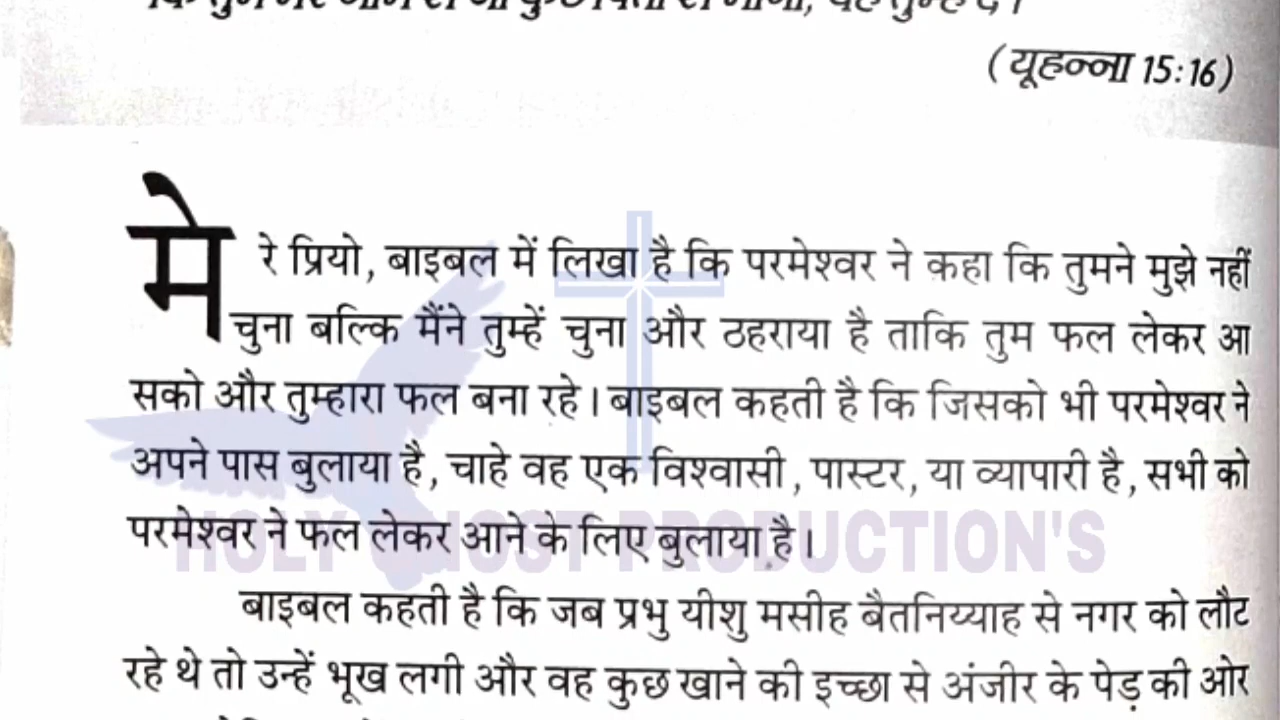 (यूहन्ना 15:16)
मेरे प्रियो, बाइबल में लिखा है कि परमेश्वर ने कहा कि तुमने मुझे नहीं
चुना बल्कि मैंने तुम्हें चुना और ठहराया है ताकि तुम फल लेकर आ
सको और तुम्हारा फल बना रहे। बाइबल कहती है कि जिसको भी परमेश्वर ने
अपने पास बुलाया है, चाहे वह एक विश्वासी, पास्टर, या व्यापारी है, सभी को
परमेश्वर ने फल लेकर आने के लिए बुलाया है।
HOLY GHOST PRODUCTION'S
बाइबल कहती है कि जब प्रभु यीशु मसीह बैतनिय्याह से नगर को लौट
रहे थे तो उन्हें भूख लगी और वह कुछ खाने की इच्छा से अंजीर के पेड़ की ओर